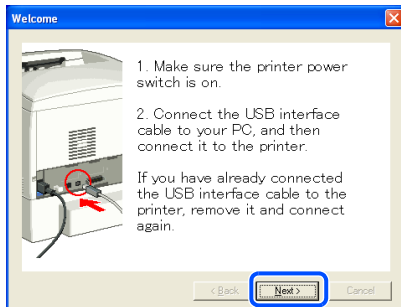 Welcome
1. Make sure the printer power
switch is on.
2. Connect the USB interface
cable to your PC, and then
connect it to the printer.
If you have already connected
the USB interface cable to the
printer, remove it and connect
again.
< Back
Next >
Cancel